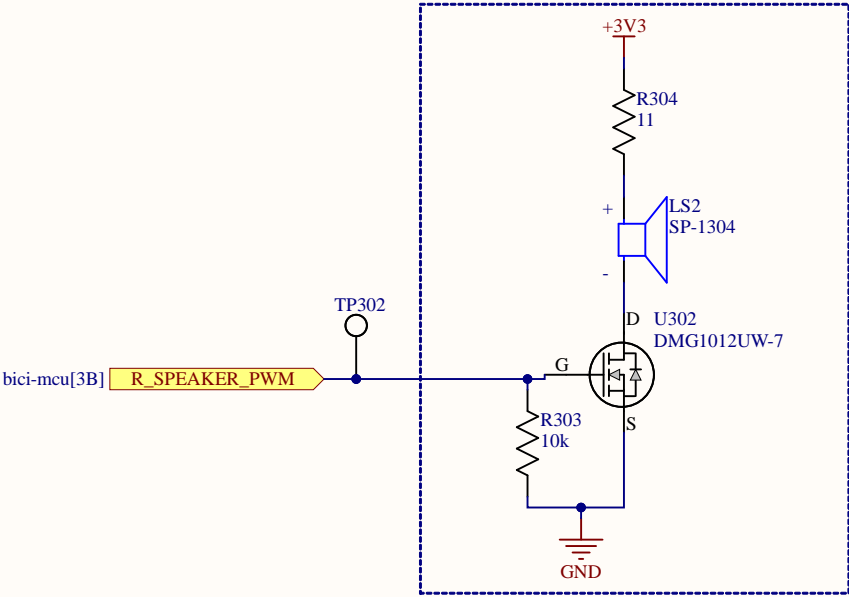 +3V3
R304
11
+
LS2
SP-1304
-
TP302
D
U302
DMG1012UW-7
bici-mcu[3B]
R_SPEAKER_PWM
G
S
R303
10k
GND